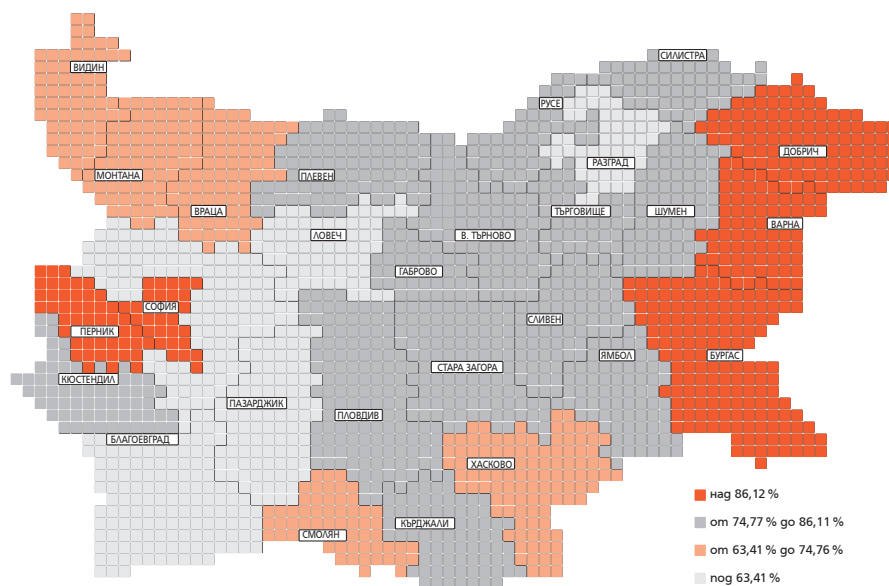 СИЛИСТРА
ВИДИН
РУСЕ
ДОБРИЧ
РАЗГРАД
МОНТАНА
ПЛЕВЕН
ВРАЦА
ТЪРГОВИЩЕ
ШУМЕН
ВАРНА
ЛОВЕЧ
В. ТЪРНОВО
ГАБРОВО
СОФИЯ
СЛИВЕН
ПЕРНИК
ЯМБОЛ
БУРГАС
СТАРА ЗАГОРА
КЮСТЕНДИЛ
ПАЗАРДЖИК
ПЛОВДИВ
БЛАГОЕВГРАД
ХАСКОВО
СМОЛЯН
КЪРДЖАЛИ
над 86,12 %
от 74,77 % до 86,11 %
от 63,41 % до 74,76 %
под 63,41 %